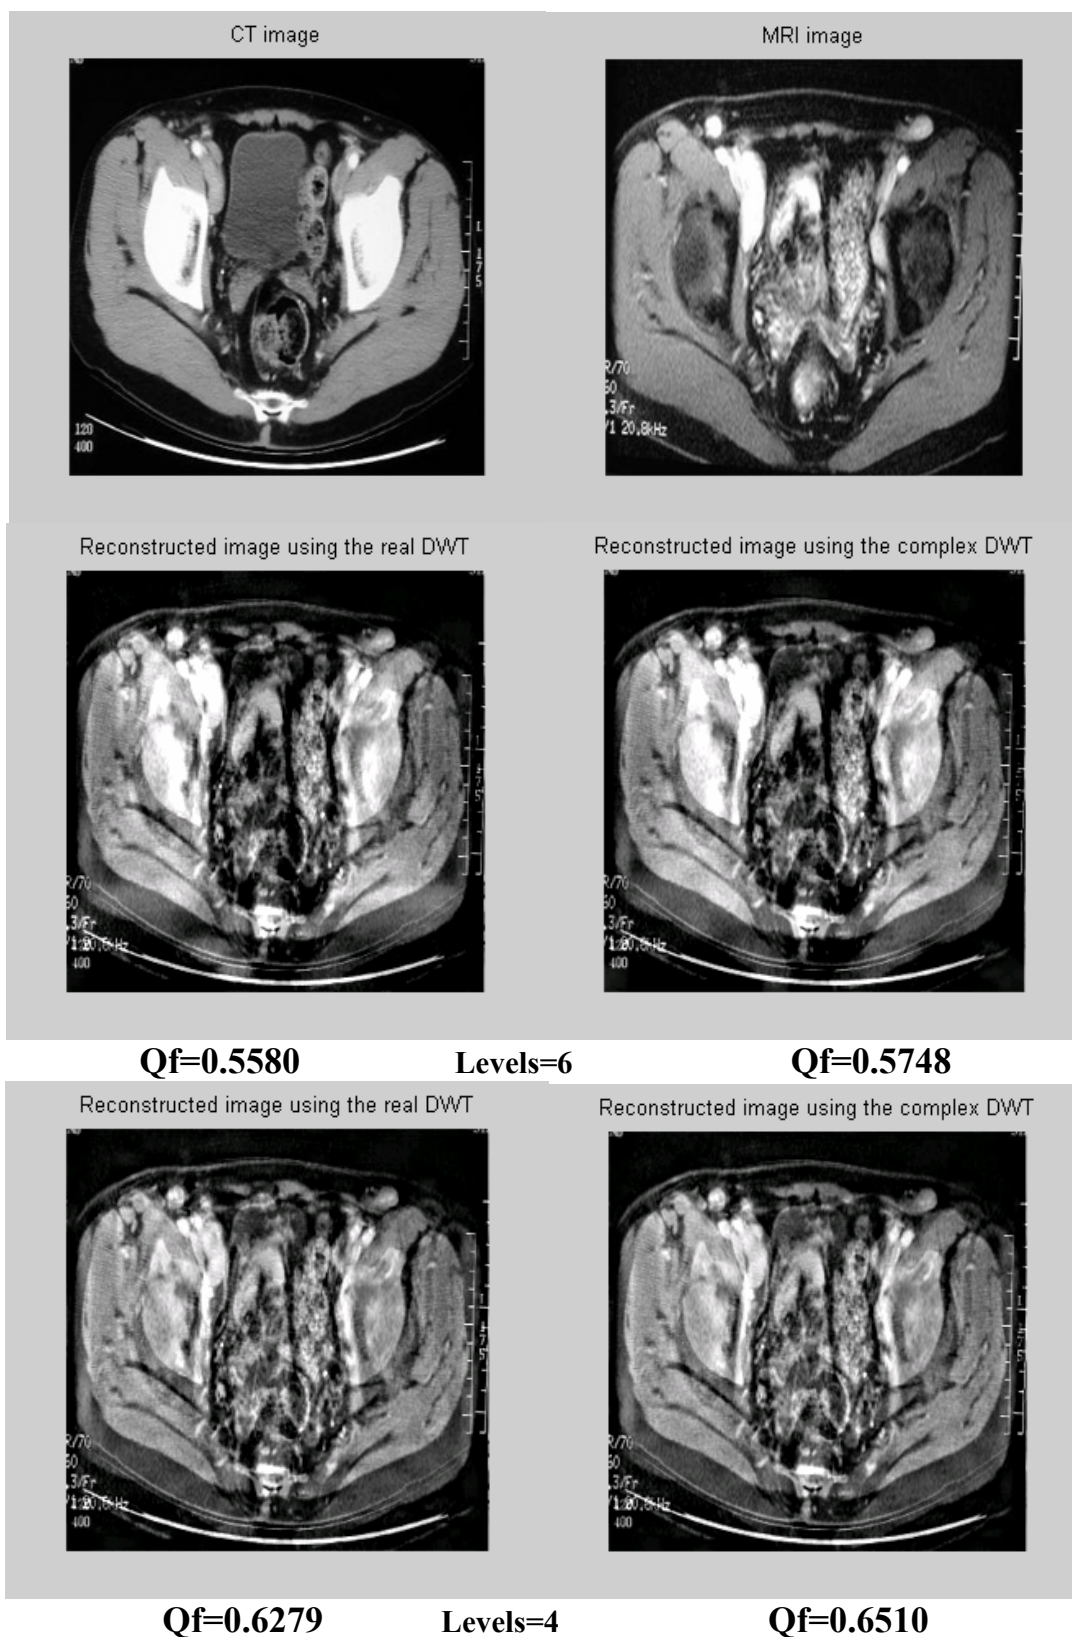 CT image
MRI image
L
1
7
5
120
400
R/70
60
.3/Fr
/1 20.8kHz
Reconstructed image using the real DWT
Reconstructed image using the complex DWT
R/70
60
.3/Fr
400
R/70
60
.3/Fr
400
Qf=0.5580
Levels=6
Qf=0.5748
Reconstructed image using the real DWT
Reconstructed image using the complex DWT
R/70
60
.3/Fr
400
R/70
60
.3/Fr
400
Qf=0.6279
Levels=4
Qf=0.6510